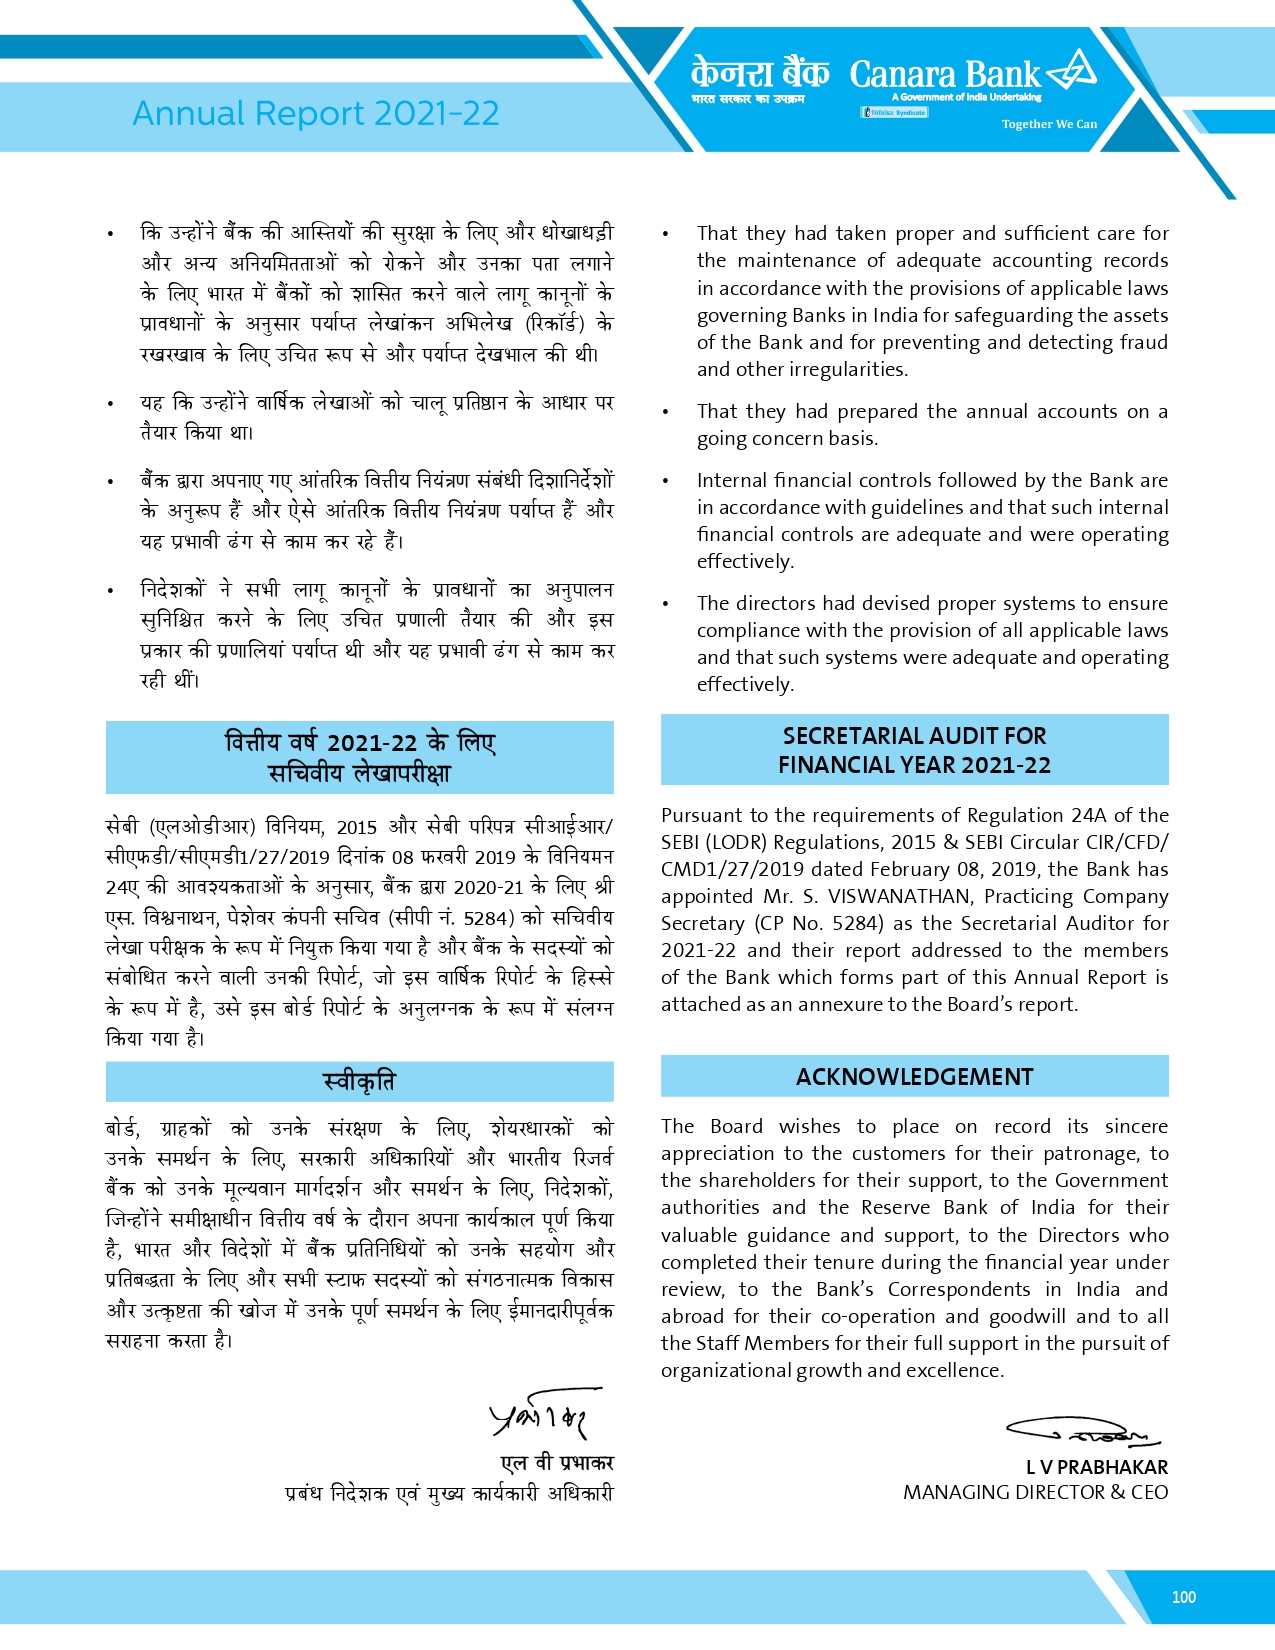 Annual Report 2021-22
केनरा बैंक Canara Bank
भारत सरकार का उपक्रम A Government of India Undertaking
Syndicate
Together We Can
• कि उन्होंने बैंक की आस्तियों की सुरक्षा के लिए और धोखाधड़ी
और अन्य अनियमितताओं को रोकने और उनका पता लगाने
के लिए भारत में बैंकों को शासित करने वाले लागू कानूनों के
प्रावधानों के अनुसार पर्याप्त लेखांकन अभिलेख (रिकॉर्ड) के
रखरखाव के लिए उचित रूप से और पर्याप्त देखभाल की थी।
• यह कि उन्होंने वार्षिक लेखाओं को चालू प्रतिष्ठान के आधार पर
तैयार किया था।
• बैंक द्वारा अपनाए गए आंतरिक वित्तीय नियंत्रण संबंधी दिशानिर्देशों
के अनुरूप हैं और ऐसे आंतरिक वित्तीय नियंत्रण पर्याप्त हैं और
यह प्रभावी ढंग से काम कर रहे हैं।
• निदेशकों ने सभी लागू कानूनों के प्रावधानों का अनुपालन
सुनिश्चित करने के लिए उचित प्रणाली तैयार की और इस
प्रकार की प्रणालियां पर्याप्त थी और यह प्रभावी ढंग से काम कर
रही थीं।
वित्तीय वर्ष 2021-22 के लिए
सचिवीय लेखापरीक्षा
सेबी (एलओडीआर) विनियम, 2015 और सेबी परिपत्र सीआईआर/
सीएफडी/सीएमडी1/27/2019 दिनांक 08 फरवरी 2019 के विनियमन
24ए की आवश्यकताओं के अनुसार, बैंक द्वारा 2020-21 के लिए श्री
एस. विश्वनाथन, पेशेवर कंपनी सचिव (सीपी नं. 5284) को सचिवीय
लेखा परीक्षक के रूप में नियुक्त किया गया है और बैंक के सदस्यों को
संबोधित करने वाली उनकी रिपोर्ट, जो इस वार्षिक रिपोर्ट के हिस्से
के रूप में है, उसे इस बोर्ड रिपोर्ट के अनुलग्नक के रूप में संलग्न
किया गया है।
स्वीकृति
बोर्ड, ग्राहकों को उनके संरक्षण के लिए, शेयरधारकों को
उनके समर्थन के लिए, सरकारी अधिकारियों और भारतीय रिजर्व
बैंक को उनके मूल्यवान मार्गदर्शन और समर्थन के लिए, निदेशकों,
जिन्होंने समीक्षाधीन वित्तीय वर्ष के दौरान अपना कार्यकाल पूर्ण किया
है, भारत और विदेशों में बैंक प्रतिनिधियों को उनके सहयोग और
प्रतिबद्धता के लिए और सभी स्टाफ सदस्यों को संगठनात्मक विकास
और उत्कृष्टता की खोज में उनके पूर्ण समर्थन के लिए ईमानदारीपूर्वक
सराहना करता है।
एल वी प्रभाकर
प्रबंध निदेशक एवं मुख्य कार्यकारी अधिकारी
• That they had taken proper and sufficient care for
the maintenance of adequate accounting records
in accordance with the provisions of applicable laws
governing Banks in India for safeguarding the assets
of the Bank and for preventing and detecting fraud
and other irregularities.
• That they had prepared the annual accounts on a
going concern basis.
• Internal financial controls followed by the Bank are
in accordance with guidelines and that such internal
financial controls are adequate and were operating
effectively.
• The directors had devised proper systems to ensure
compliance with the provision of all applicable laws
and that such systems were adequate and operating
effectively.
SECRETARIAL AUDIT FOR
FINANCIAL YEAR 2021-22
Pursuant to the requirements of Regulation 24A of the
SEBI (LODR) Regulations, 2015 & SEBI Circular CIR/CFD/
CMD1/27/2019 dated February 08, 2019, the Bank has
appointed Mr. S. VISWANATHAN, Practicing Company
Secretary (CP No. 5284) as the Secretarial Auditor for
2021-22 and their report addressed to the members
of the Bank which forms part of this Annual Report is
attached as an annexure to the Board’s report.
ACKNOWLEDGEMENT
The Board wishes to place on record its sincere
appreciation to the customers for their patronage, to
the shareholders for their support, to the Government
authorities and the Reserve Bank of India for their
valuable guidance and support, to the Directors who
completed their tenure during the financial year under
review, to the Bank’s Correspondents in India and
abroad for their co-operation and goodwill and to all
the Staff Members for their full support in the pursuit of
organizational growth and excellence.
L V PRABHAKAR
MANAGING DIRECTOR & CEO
100